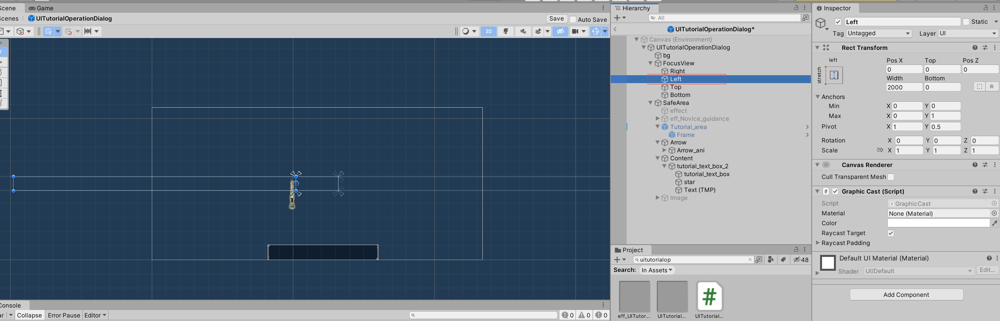 Scene
Game
Scenes
UITutorialOperationDialog
Save
Auto Save
2D
Console
Collapse
Error Pause
Editor
0
0
0
Hierarchy
All
UITutorialOperationDialog*
Canvas (Environment)
UITutorialOperationDialog
bg
FocusView
Right
Left
Top
Bottom
SafeArea
effect
eff_Novice_guidance
Tutorial_area
Frame
Arrow
Arrow_ani
Content
tutorial_text_box_2
tutorial_text_box
star
Text (TMP)
Image
Project
uitutorialop
48
Search: In Assets
eff_UITutor...
UITutorial...
UITutorial...
#
Inspector
Left
Static
Tag Untagged Layer UI
Rect Transform
left
stretch
Pos X Top Pos Z
0 0 0
Width Bottom
2000 0
R
Anchors
Min X 0 Y 0
Max X 0 Y 1
Pivot X 1 Y 0.5
Rotation X 0 Y 0 Z 0
Scale X 1 Y 1 Z 1
Canvas Renderer
Cull Transparent Mesh
# Graphic Cast (Script)
Script # GraphicCast
Material None (Material)
Color
Raycast Target
Raycast Padding
Default UI Material (Material)
Shader UI/Default Edit...
Add Component